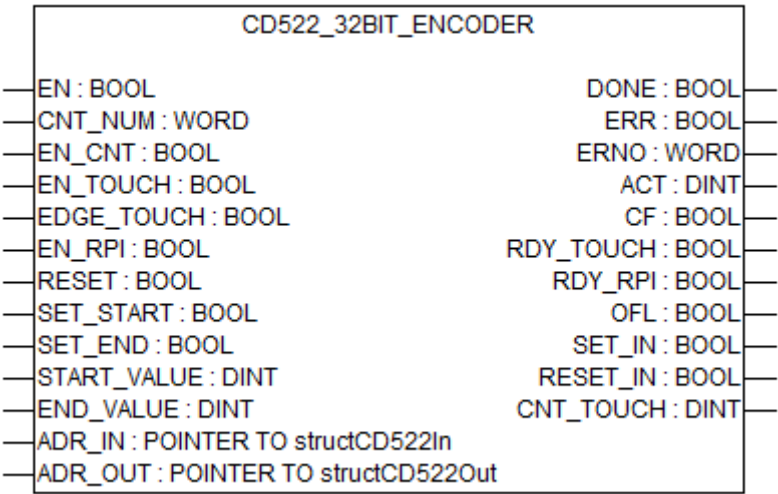 CD522_32BIT_ENCODER
EN : BOOL DONE : BOOL
CNT_NUM : WORD ERR : BOOL
EN_CNT : BOOL ERNO : WORD
EN_TOUCH : BOOL ACT : DINT
EDGE_TOUCH : BOOL CF : BOOL
EN_RPI : BOOL RDY_TOUCH : BOOL
RESET : BOOL RDY_RPI : BOOL
SET_START : BOOL OFL : BOOL
SET_END : BOOL SET_IN : BOOL
START_VALUE : DINT RESET_IN : BOOL
END_VALUE : DINT CNT_TOUCH : DINT
ADR_IN : POINTER TO structCD522In
ADR_OUT : POINTER TO structCD522Out